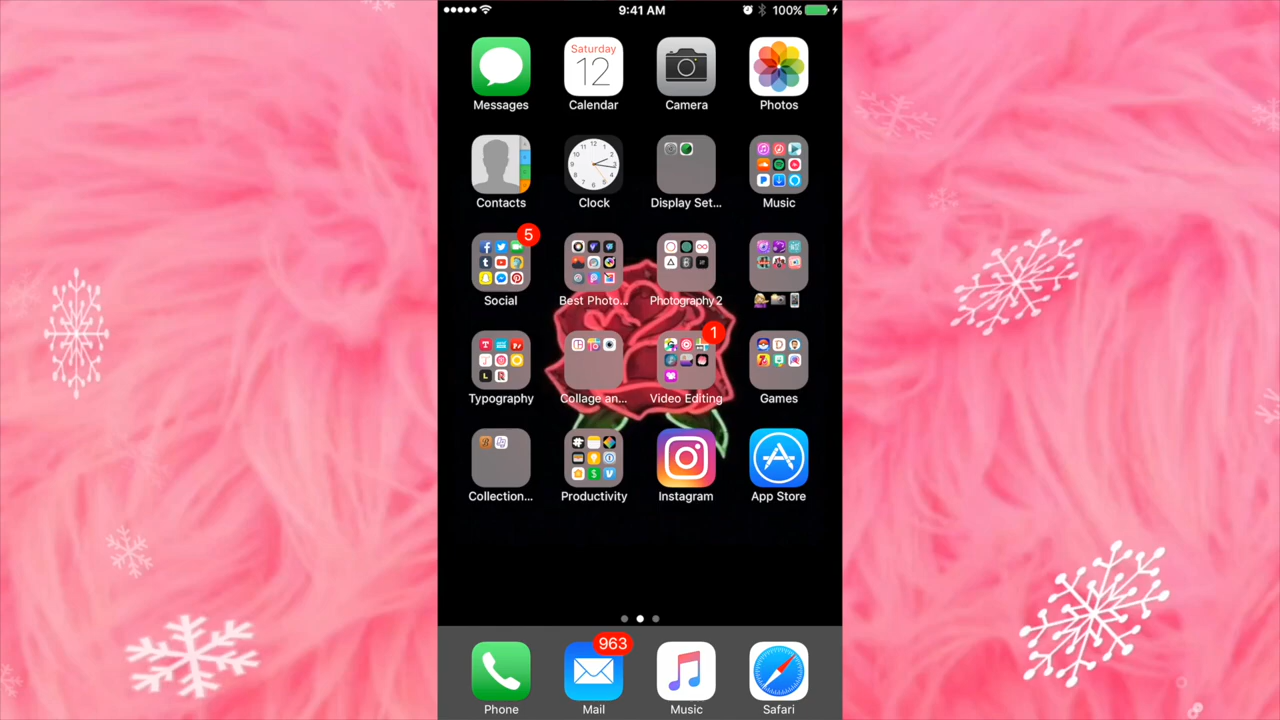 9:41 AM 100%
Saturday
12
Messages Calendar Camera Photos
Contacts Clock Display Set... Music
5
Social Best Photo... Photography 2
1
Typography Collage an... Video Editing Games
Collection... Productivity Instagram App Store
963
Phone Mail Music Safari